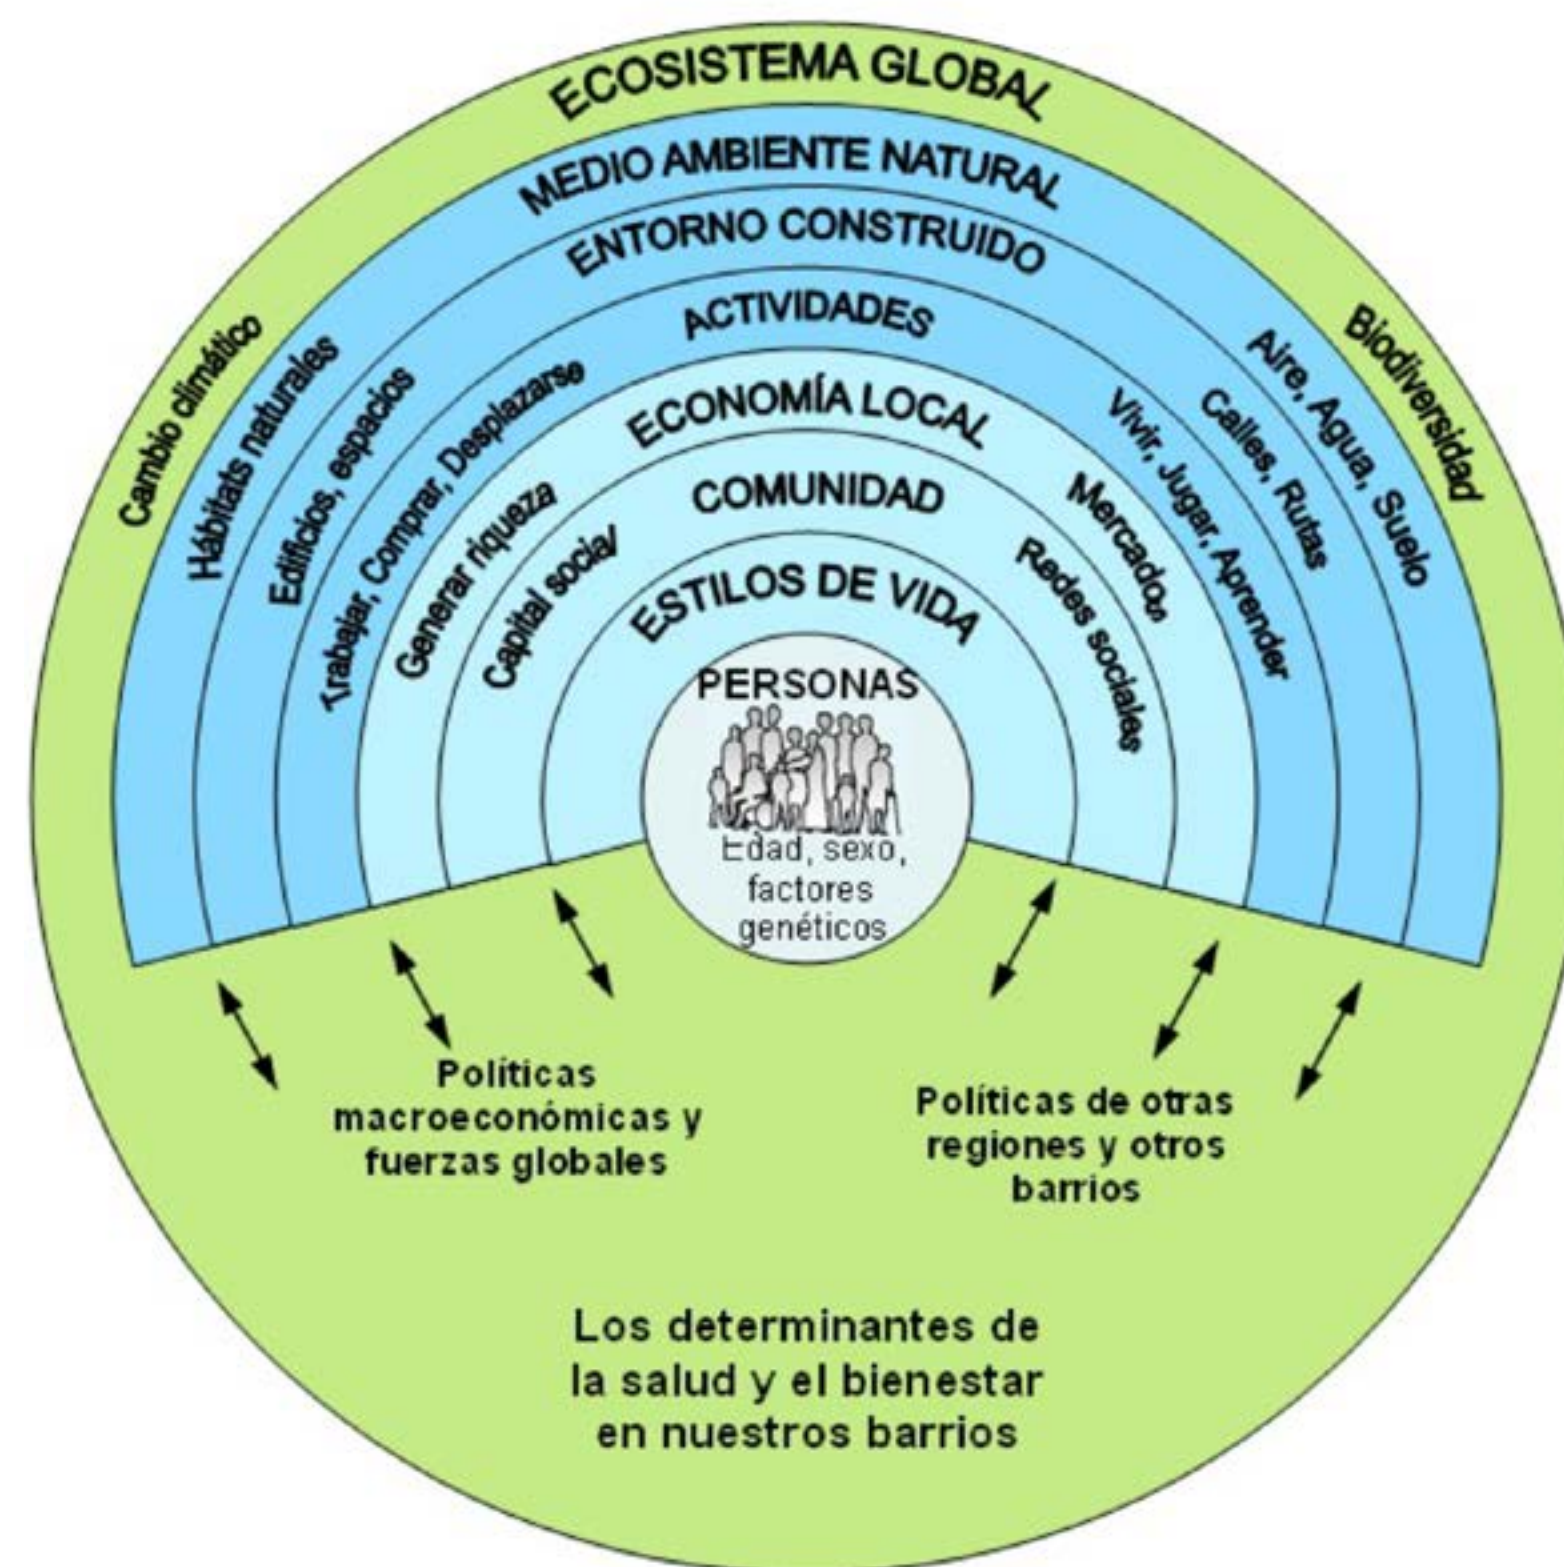 ECOSISTEMA GLOBAL
Cambio climático
Biodiversidad
MEDIO AMBIENTE NATURAL
Hábitats naturales
Aire, Agua, Suelo
ENTORNO CONSTRUIDO
Edificios, espacios
Calles, Rutas
ACTIVIDADES
Trabajar, Comprar, Desplazarse
Vivir, Jugar, Aprender
ECONOMÍA LOCAL
Generar riqueza
Mercados
COMUNIDAD
Capital social
Redes sociales
ESTILOS DE VIDA
PERSONAS
Edad, sexo,
factores
genéticos
Políticas
macroeconómicas y
fuerzas globales
Políticas de otras
regiones y otros
barrios
Los determinantes de
la salud y el bienestar
en nuestros barrios